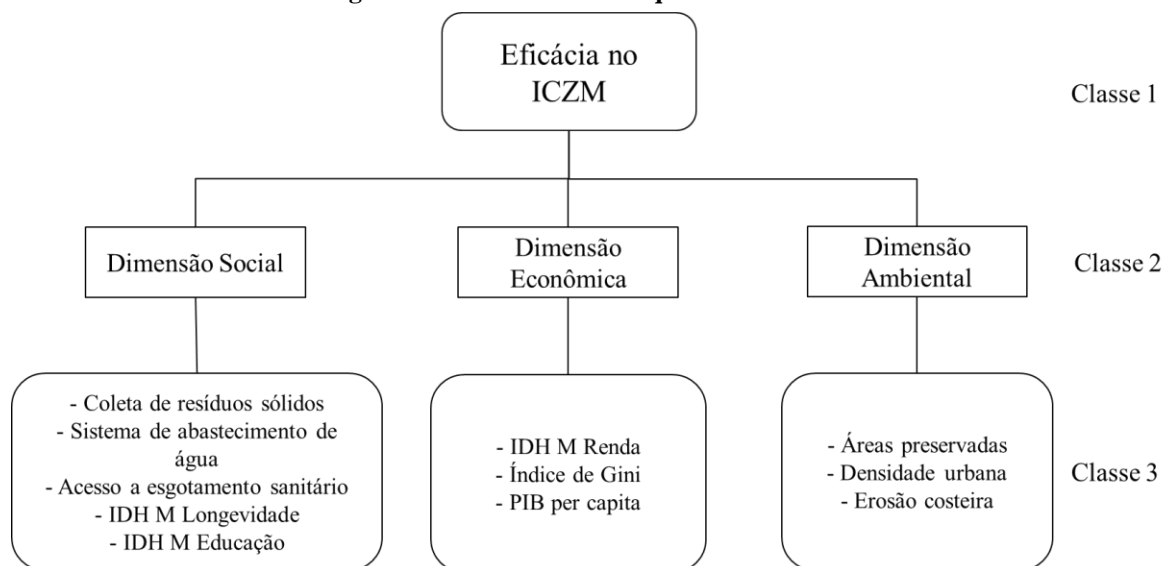 Eficácia no
ICZM
Classe 1
Dimensão Social
Dimensão
Econômica
Dimensão
Ambiental
Classe 2
- Coleta de resíduos sólidos
- Sistema de abastecimento de
água
- Acesso a esgotamento sanitário
- IDH M Longevidade
- IDH M Educação
- IDH M Renda
- Índice de Gini
- PIB per capita
- Áreas preservadas
- Densidade urbana
- Erosão costeira
Classe 3